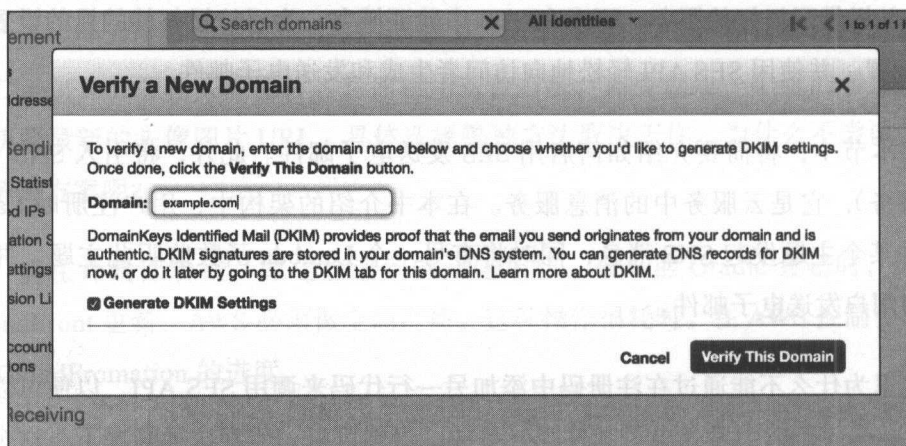 Search domains
All identities
1 to 1 of 1
ement
Verify a New Domain
To verify a new domain, enter the domain name below and choose whether you'd like to generate DKIM settings.
Once done, click the Verify This Domain button.
Domain: example.com
DomainKeys Identified Mail (DKIM) provides proof that the email you send originates from your domain and is
authentic. DKIM signatures are stored in your domain's DNS system. You can generate DNS records for DKIM
now, or do it later by going to the DKIM tab for this domain. Learn more about DKIM.
Generate DKIM Settings
Cancel
Verify This Domain
ddresse
Sendi
Statist
d IPs
ation S
ettings
sion Li
ccount
ions
Receiving